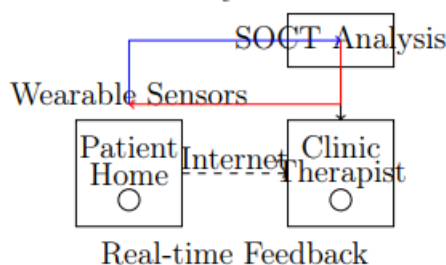 SOCT Analysis
Wearable Sensors
Patient
Home
Internet
Clinic
Therapist
Real-time Feedback